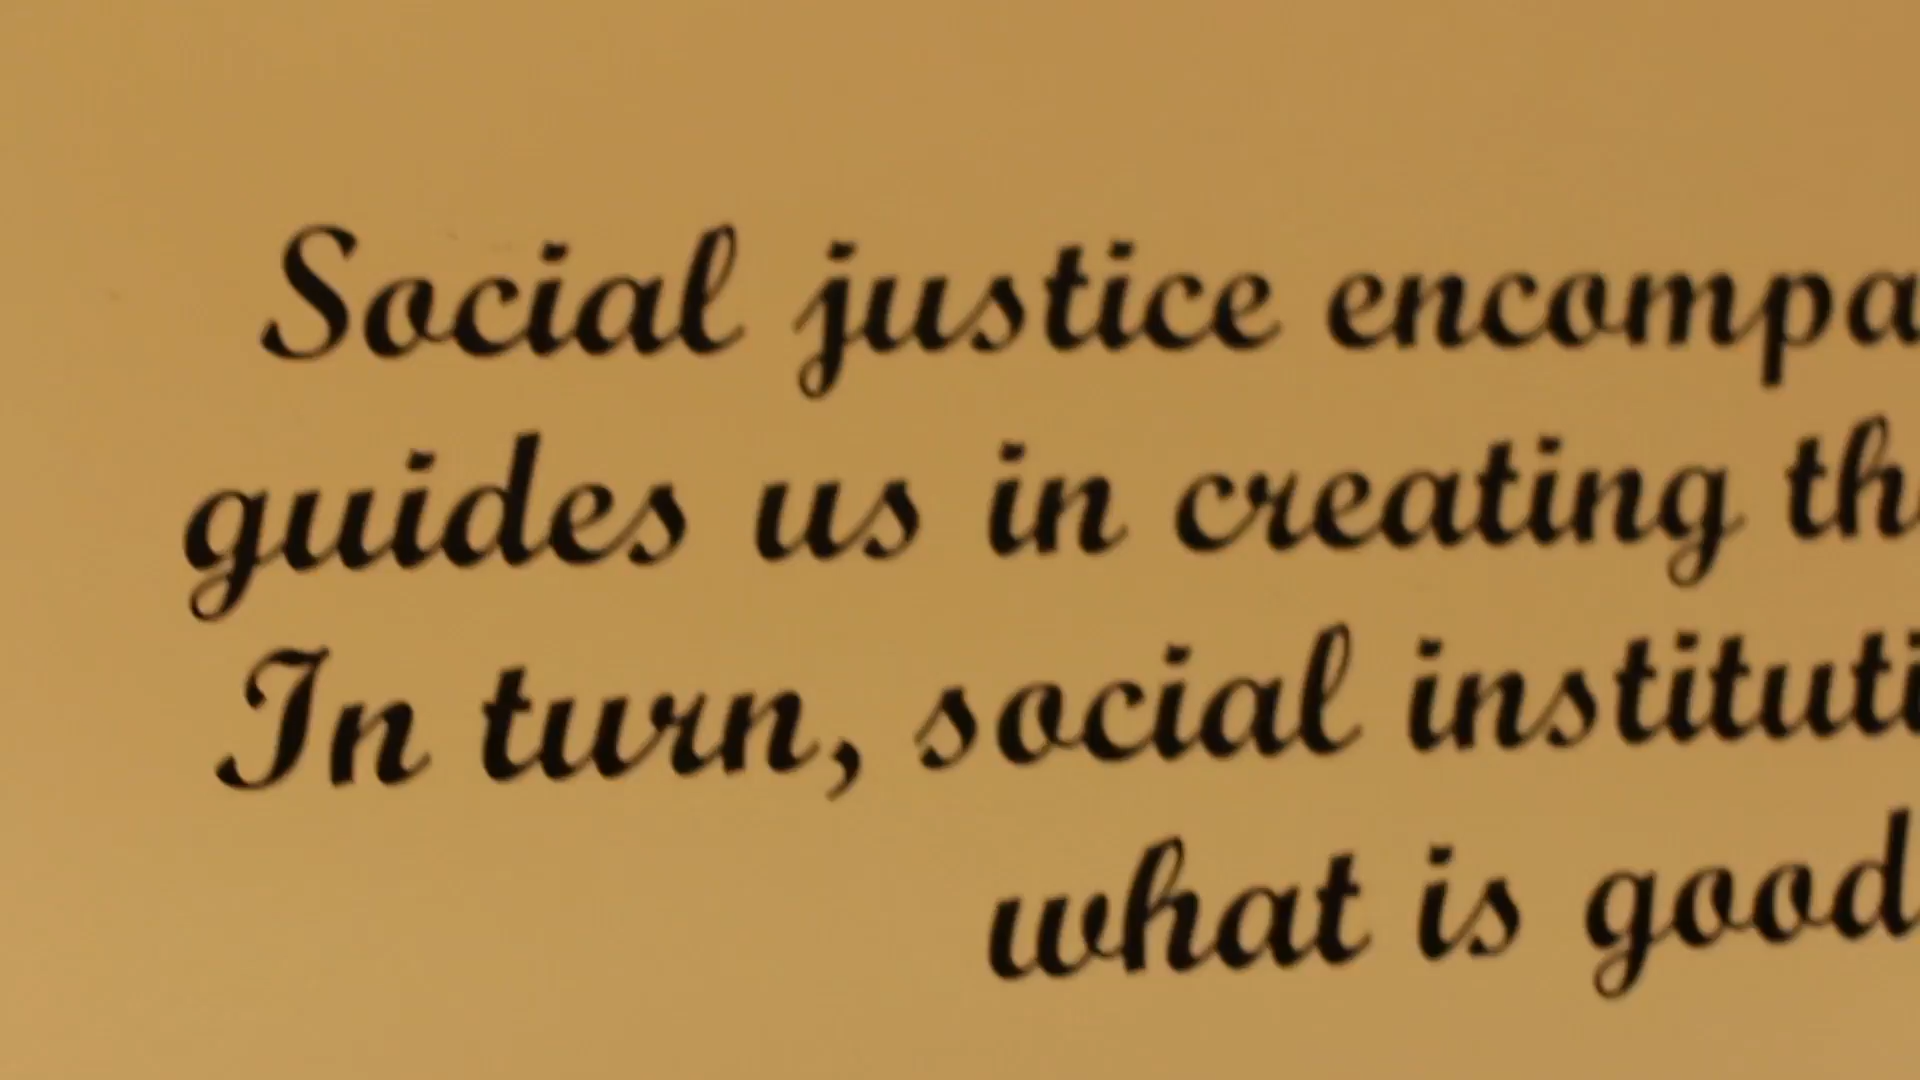 Social justice encompa
guides us in creating th
In turn, social instituti
what is good